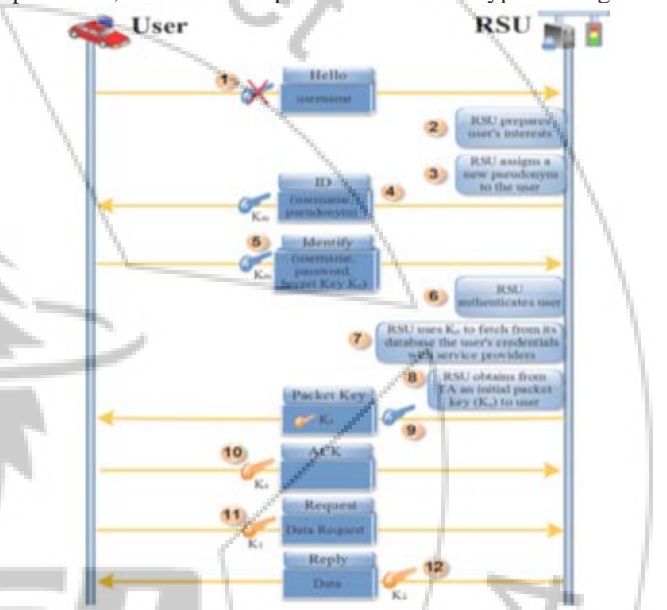 User
RSU
1
Hello
username
2
RSU prepares
user's interests
3
RSU assigns a
new pseudonym
to the user
ID
4
(username,
pseudonym)
Km
5
Identify
(username,
password,
Secret Key
Km
6
RSU
authenticates user
7
RSU uses to fetch from its
database the user's credentials
with service providers
8
RSU obtains from
TA an initial packet
key to user
Packet Key
9
10
ACK
11
Request
Data Request
Reply
12
Data